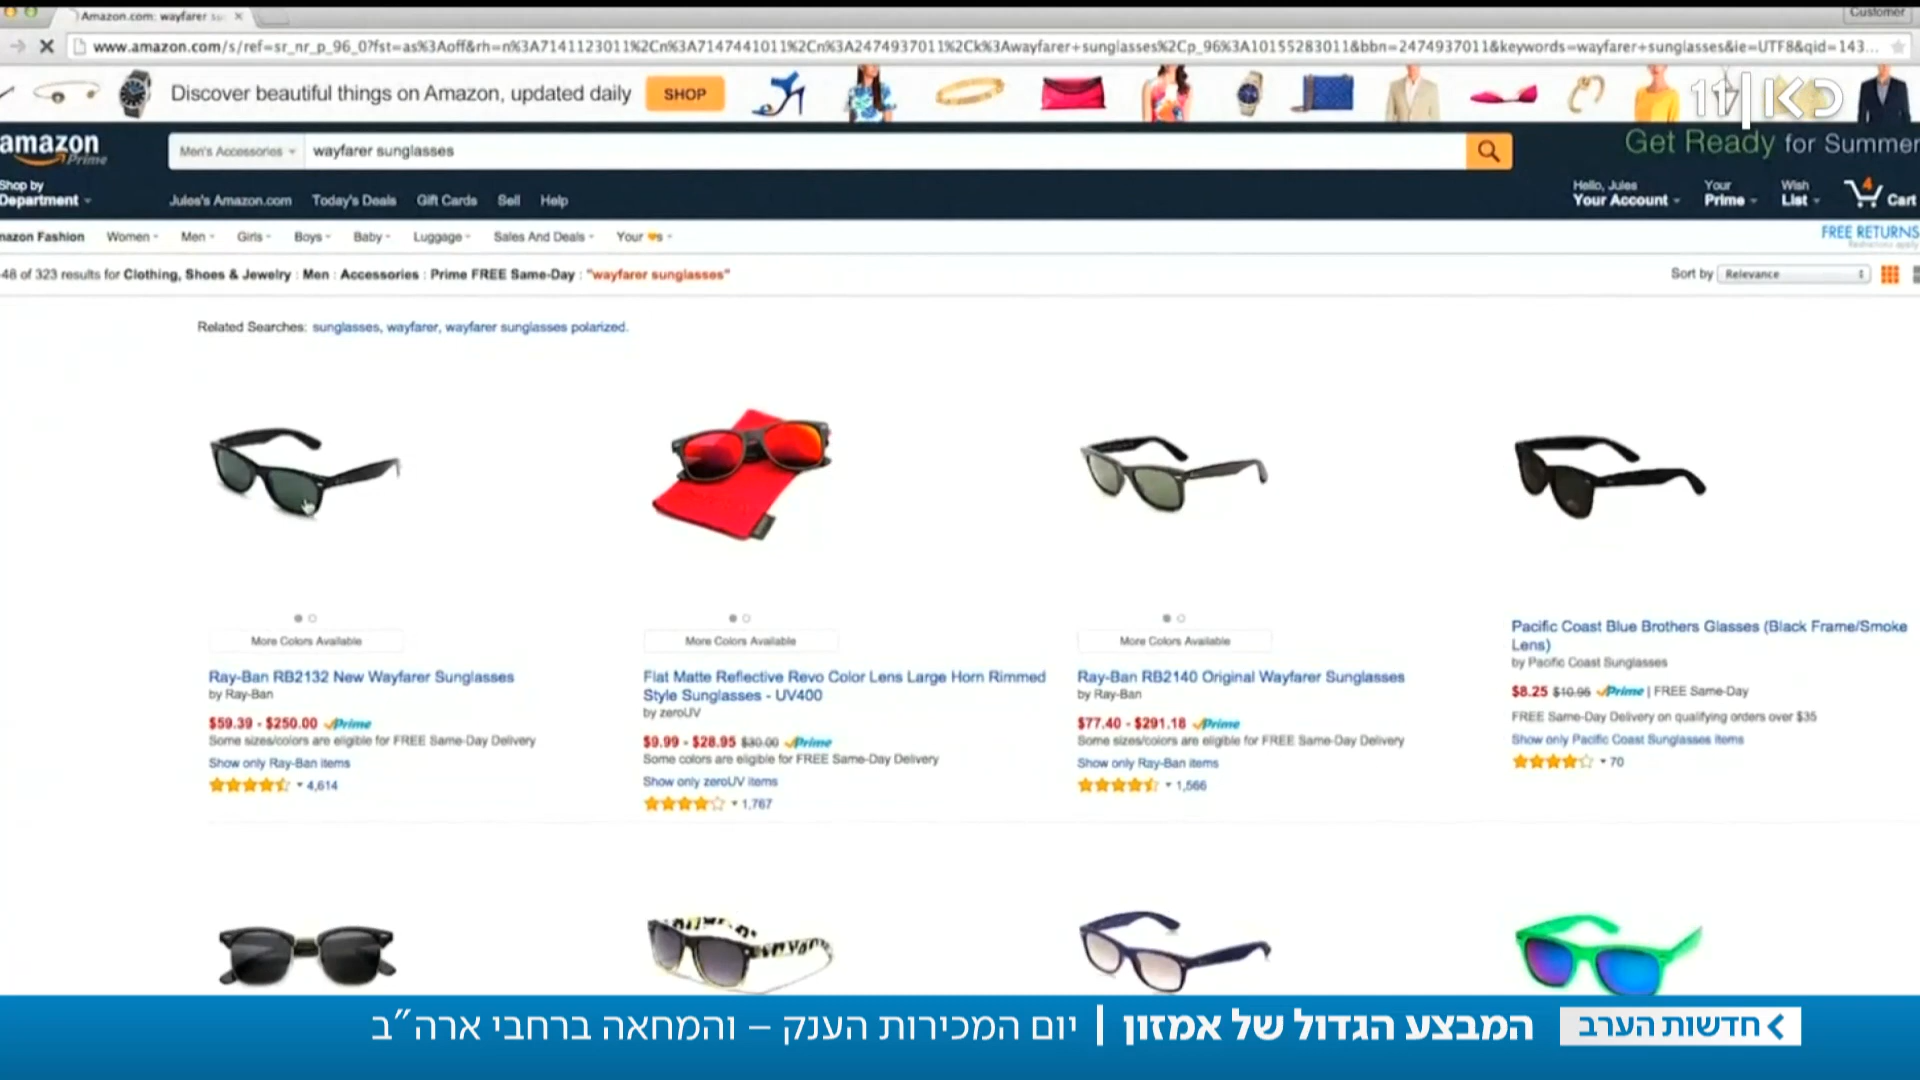 Amazon.com: wayfarer su
Customer
www.amazon.com/s/ref=sr_nr_p_96_0?fst=as%3Aoff&rh=n%3A7141123011%2Cn%3A7147441011%2Cn%3A2474937011%2Ck%3Awayfarer+sunglasses%2Cp_96%3A10155283011&bbn=2474937011&keywords=wayfarer+sunglasses&ie=UTF8&qid=143...
Discover beautiful things on Amazon, updated daily SHOP
כאן 11
amazon Prime
Men's Accessories wayfarer sunglasses
Get Ready for Summer
Shop by Department
Jules's Amazon.com Today's Deals Gift Cards Sell Help
Hello, Jules Your Account Your Prime Wish List 4 Cart
mazon Fashion Women Men Girls Boys Baby Luggage Sales And Deals Your
FREE RETURNS
-48 of 323 results for Clothing, Shoes & Jewelry : Men : Accessories : Prime FREE Same-Day : "wayfarer sunglasses"
Sort by Relevance
Related Searches: sunglasses, wayfarer, wayfarer sunglasses polarized.
More Colors Available
Ray-Ban RB2132 New Wayfarer Sunglasses
by Ray-Ban
$59.39 - $250.00 Prime
Some sizes/colors are eligible for FREE Same-Day Delivery
Show only Ray-Ban items
4,614
More Colors Available
Flat Matte Reflective Revo Color Lens Large Horn Rimmed
Style Sunglasses - UV400
by zeroUV
$9.99 - $28.95 $30.00 Prime
Some colors are eligible for FREE Same-Day Delivery
Show only zeroUV items
1,767
More Colors Available
Ray-Ban RB2140 Original Wayfarer Sunglasses
by Ray-Ban
$77.40 - $291.18 Prime
Some sizes/colors are eligible for FREE Same-Day Delivery
Show only Ray-Ban items
1,566
Pacific Coast Blue Brothers Glasses (Black Frame/Smoke
Lens)
by Pacific Coast Sunglasses
$8.25 $10.95 Prime | FREE Same-Day
FREE Same-Day Delivery on qualifying orders over $35
Show only Pacific Coast Sunglasses items
70
חדשות הערב
המבצע הגדול של אמזון | יום המכירות הענק – והמחאה ברחבי ארה"ב